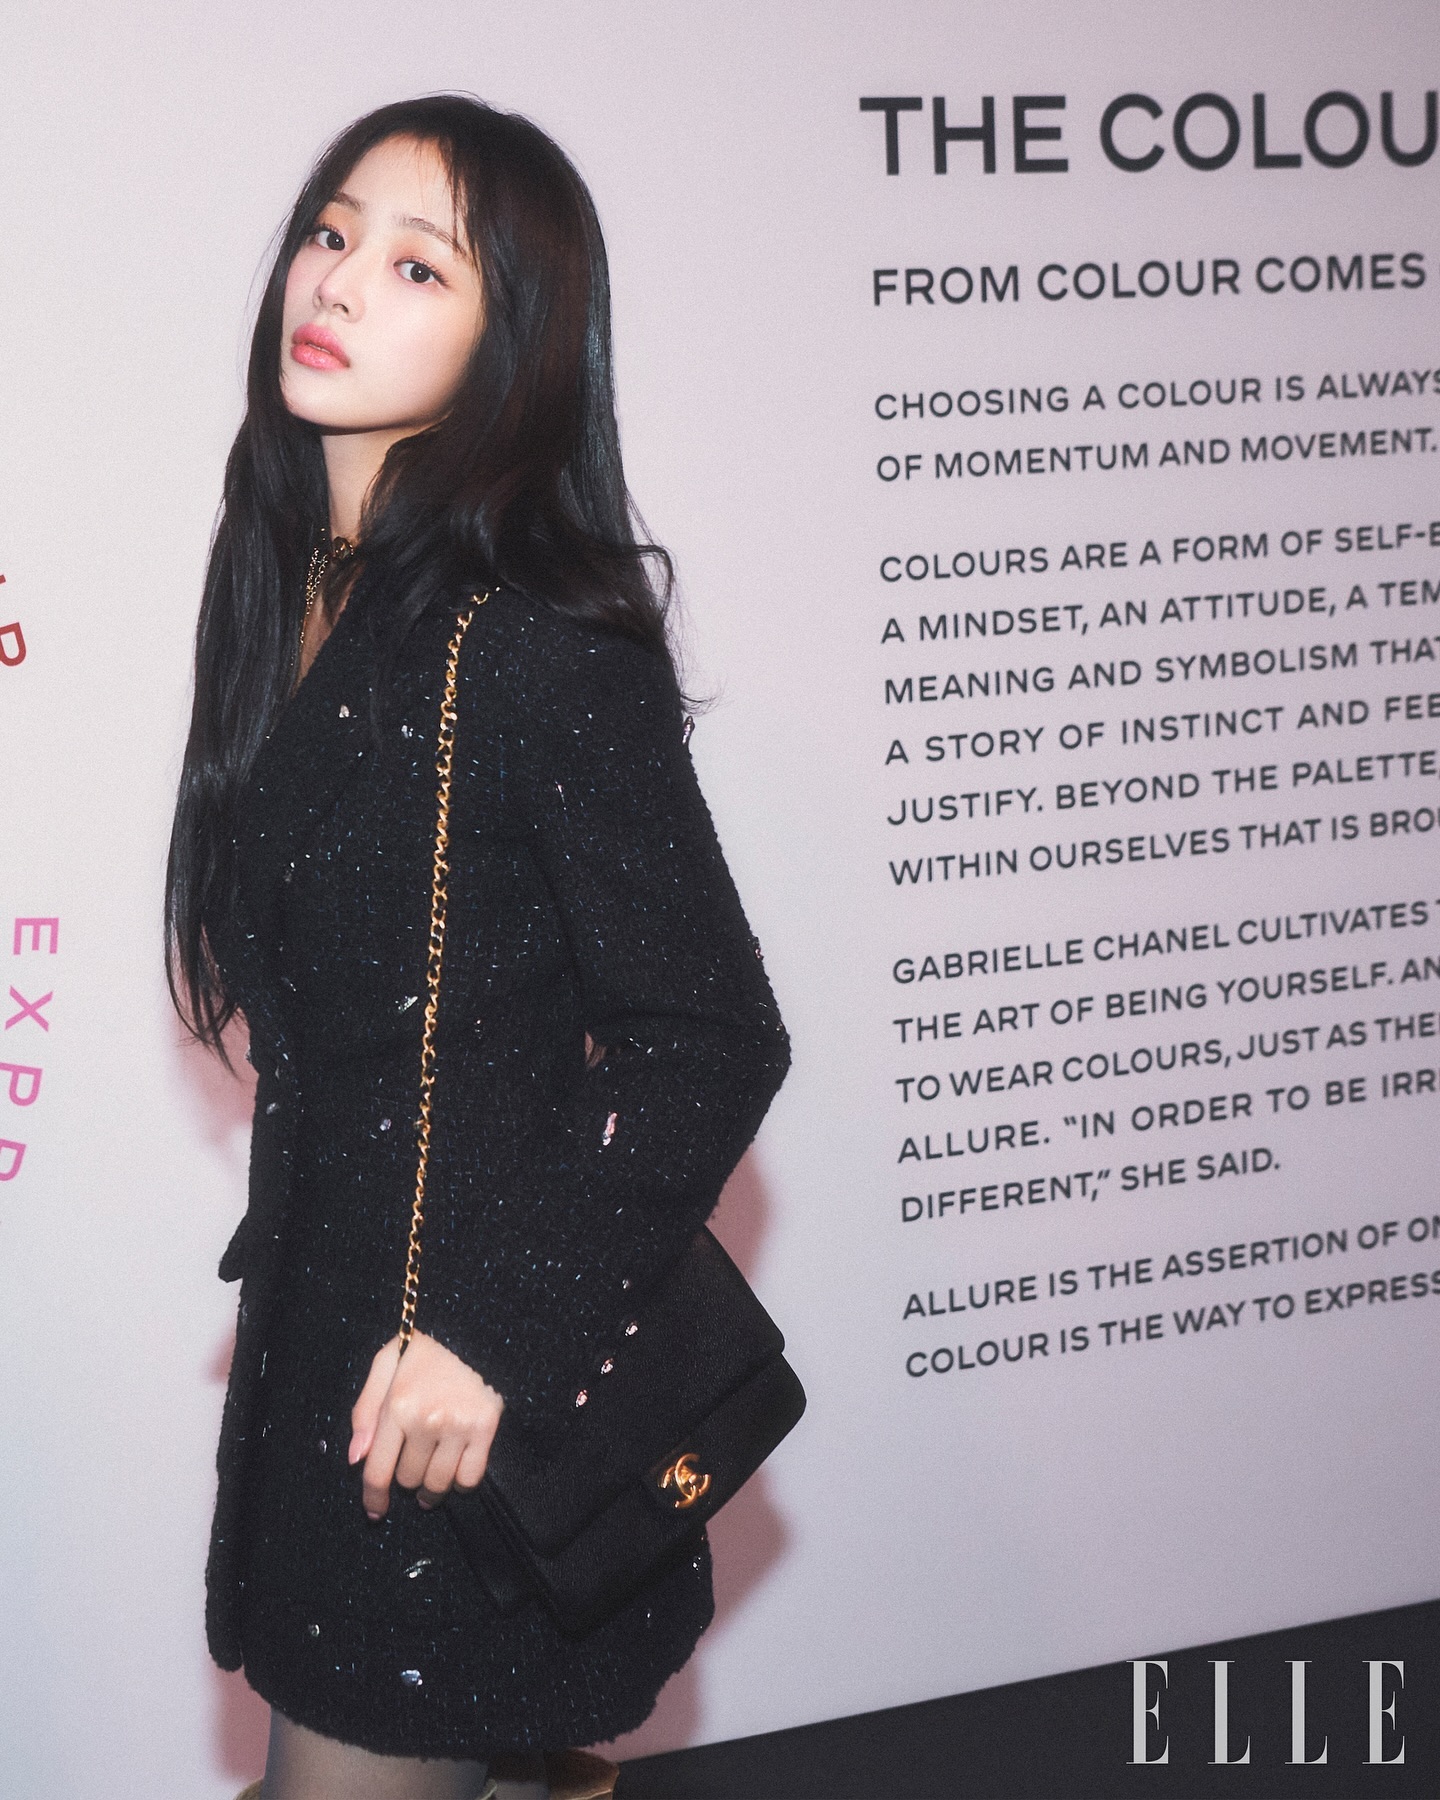 THE COLOU
FROM COLOUR COMES
CHOOSING A COLOUR IS ALWAYS
OF MOMENTUM AND MOVEMENT.
COLOURS ARE A FORM OF SELF-E
A MINDSET, AN ATTITUDE, A TEM
MEANING AND SYMBOLISM THAT
A STORY OF INSTINCT AND FEE
JUSTIFY. BEYOND THE PALETTE,
WITHIN OURSELVES THAT IS BROU
GABRIELLE CHANEL CULTIVATES T
THE ART OF BEING YOURSELF. AN
TO WEAR COLOURS, JUST AS THE
ALLURE. “IN ORDER TO BE IRR
DIFFERENT,” SHE SAID.
ALLURE IS THE ASSERTION OF ON
COLOUR IS THE WAY TO EXPRESS
EXPR
ELLE